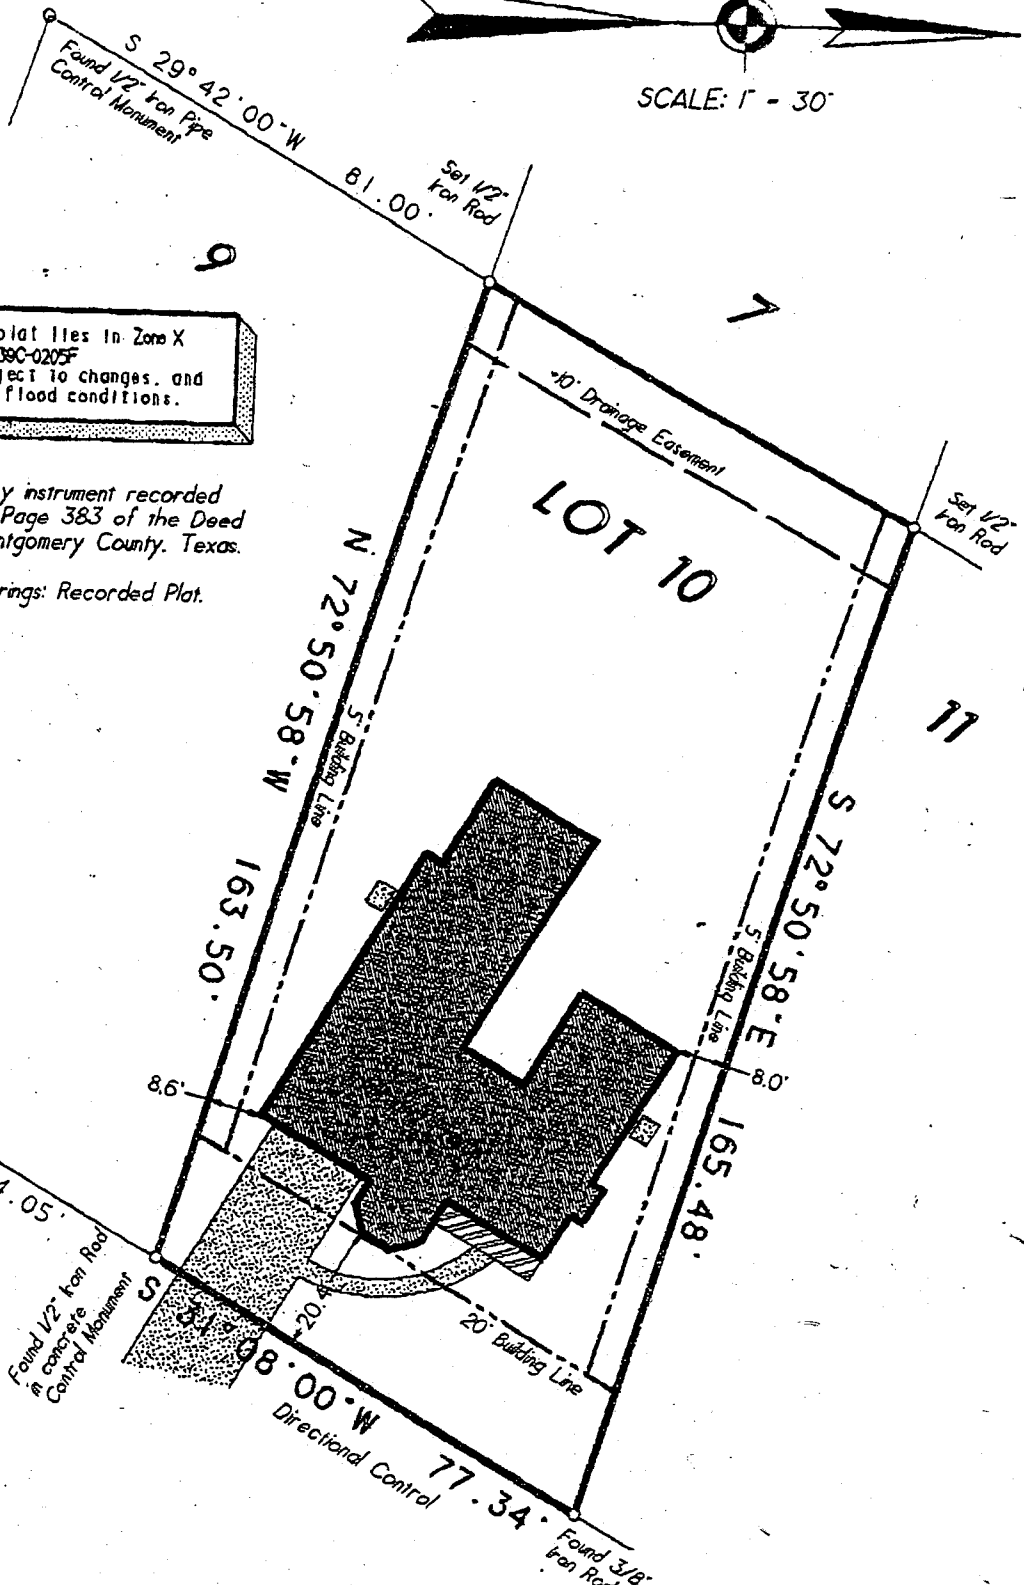 SCALE: 1" - 30'
S 29°42'00"W
81.00'
Found 1/2" Iron Pipe
Control Monument
Set 1/2"
Iron Rod
9
7
plat lies in Zone X
39C-0205F
ject to changes, and
flood conditions.
10' Drainage Easement
LOT 10
Set 1/2"
Iron Rod
y instrument recorded
Page 383 of the Deed
ntgomery County, Texas.
rings: Recorded Plat.
N 72°50'58"W
163.50'
5' Building Line
11
S 72°50'58"E
165.48'
5' Building Line
8.6'
8.0'
4.05'
Found 1/2" Iron Rod
in concrete
Control Monument
20.4
20' Building Line
S 08'00"W
77.34'
Directional Control
Found 3/8"
Iron Rod